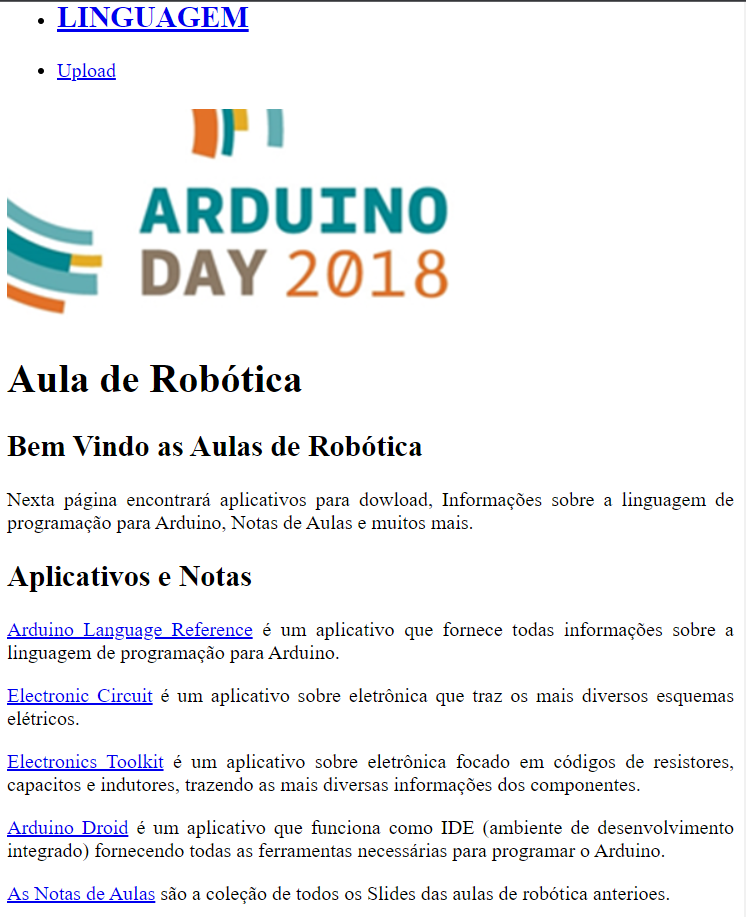 LINGUAGEM
Upload
ARDUINO
DAY 2018
Aula de Robótica
Bem Vindo as Aulas de Robótica
Nexta página encontrará aplicativos para dowload, Informações sobre a linguagem de
programação para Arduino, Notas de Aulas e muitos mais.
Aplicativos e Notas
Arduino Language Reference é um aplicativo que fornece todas informações sobre a
linguagem de programação para Arduino.
Electronic Circuit é um aplicativo sobre eletrônica que traz os mais diversos esquemas
elétricos.
Electronics Toolkit é um aplicativo sobre eletrônica focado em códigos de resistores,
capacitos e indutores, trazendo as mais diversas informações dos componentes.
Arduino Droid é um aplicativo que funciona como IDE (ambiente de desenvolvimento
integrado) fornecendo todas as ferramentas necessárias para programar o Arduino.
As Notas de Aulas são a coleção de todos os Slides das aulas de robótica anterioes.